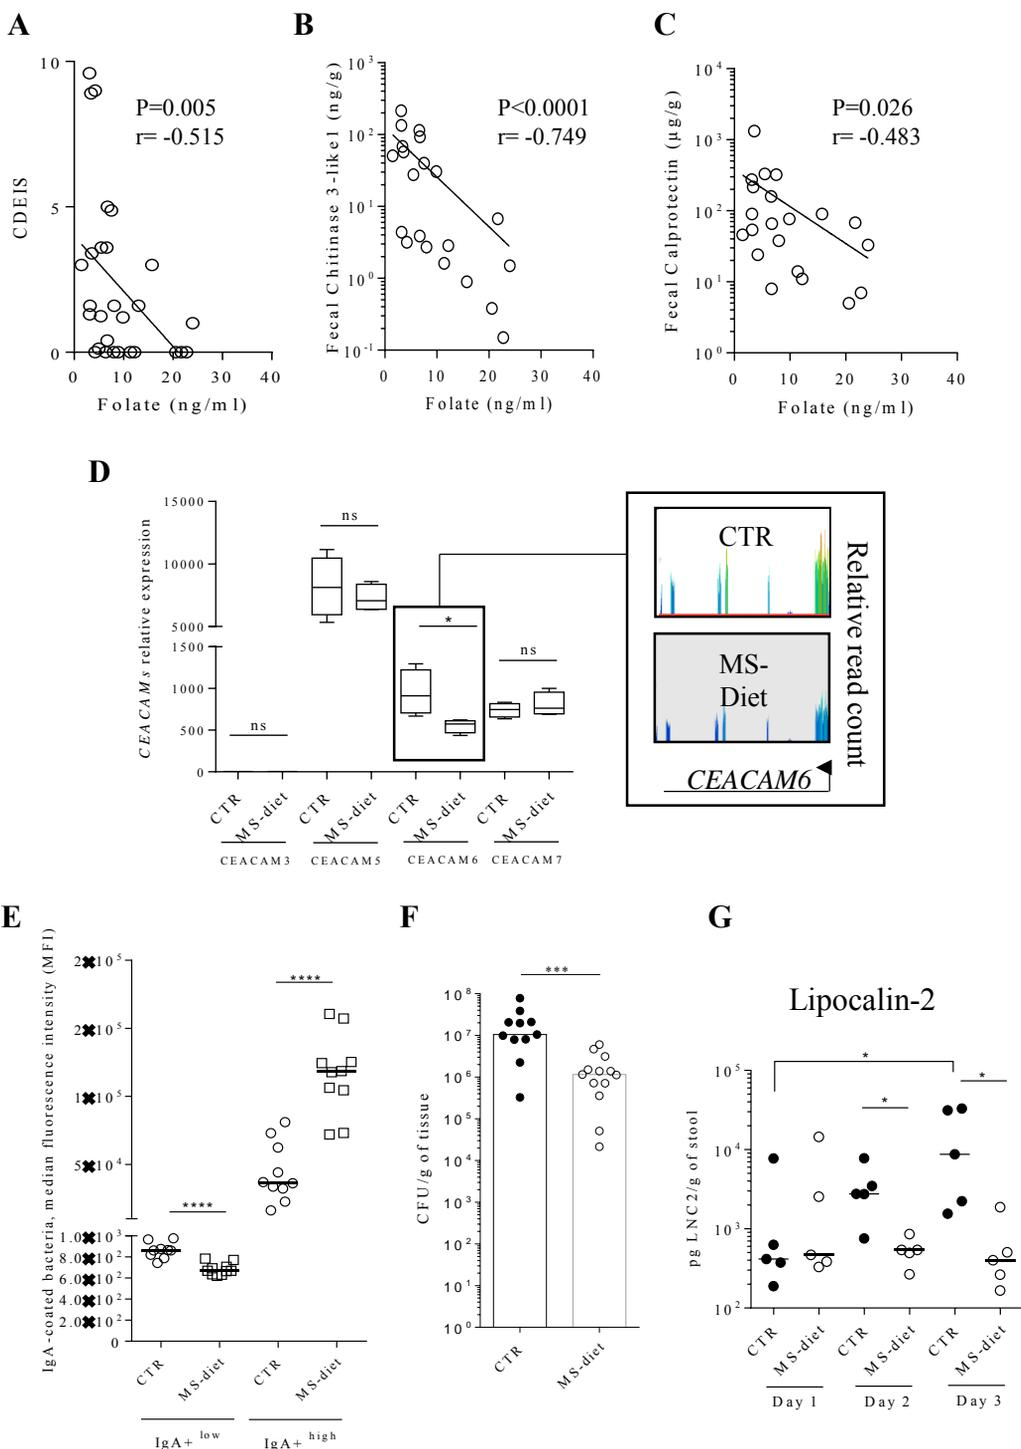 A
B
C
10
5
0
CDEIS
P=0.005
r= -0.515
0 10 20 30 40
Folate (ng/ml)
10 3
10 2
10 1
10 0
10 -1
Fecal Chitinase 3-like1 (ng/g)
P<0.0001
r= -0.749
0 10 20 30 40
Folate (ng/ml)
10 4
10 3
10 2
10 1
10 0
Fecal Calprotectin (µg/g)
P=0.026
r= -0.483
0 10 20 30 40
Folate (ng/ml)
D
CEACAMs relative expression
15000
10000
5000
1500
1000
500
0
ns
ns
*
ns
CTR MS-diet CTR MS-diet CTR MS-diet CTR MS-diet
CEACAM3 CEACAM5 CEACAM6 CEACAM7
CTR
MS-
Diet
CEACAM6
Relative read count
E
IgA-coated bacteria, median fluorescence intensity (MFI)
2✖10 5
2✖10 5
1✖10 5
5✖10 4
1.0✖10 3
8.0✖10 2
6.0✖10 2
4.0✖10 2
2.0✖10 2
0
****
****
CTR MS-diet CTR MS-diet
IgA+ low IgA+ high
F
CFU/g of tissue
10 8
10 7
10 6
10 5
10 4
10 3
10 2
10 1
10 0
***
CTR MS-diet
G
Lipocalin-2
pg LNC2/g of stool
10 5
10 4
10 3
10 2
*
*
*
CTR MS-diet CTR MS-diet CTR MS-diet
Day 1 Day 2 Day 3